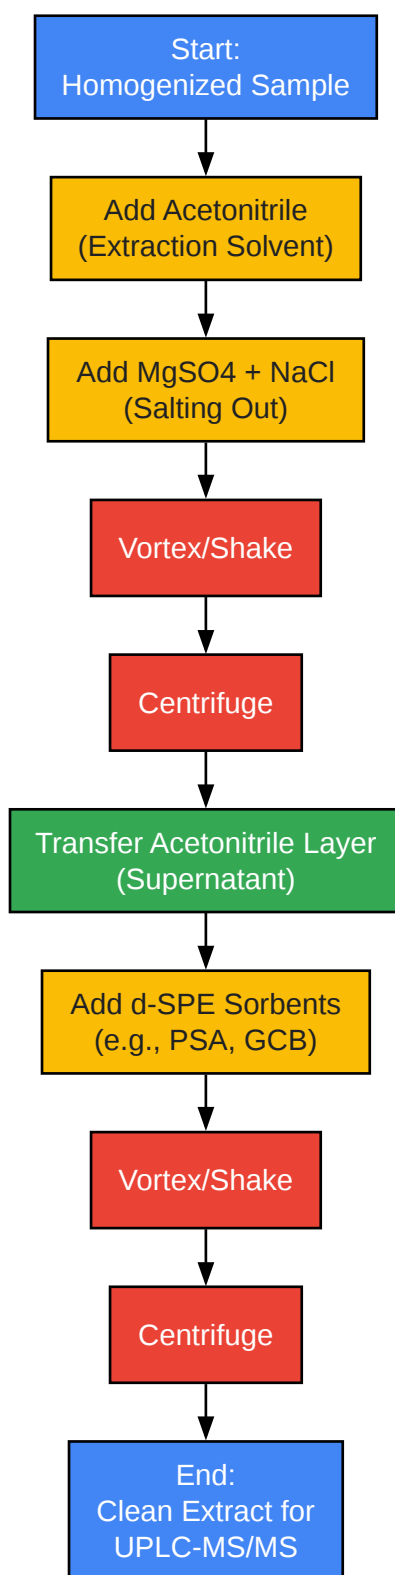 Start:
Homogenized Sample
Add Acetonitrile
(Extraction Solvent)
Add MgSO4 + NaCl
(Salting Out)
Vortex/Shake
Centrifuge
Transfer Acetonitrile Layer
(Supernatant)
Add d-SPE Sorbents
(e.g., PSA, GCB)
Vortex/Shake
Centrifuge
End:
Clean Extract for
UPLC-MS/MS